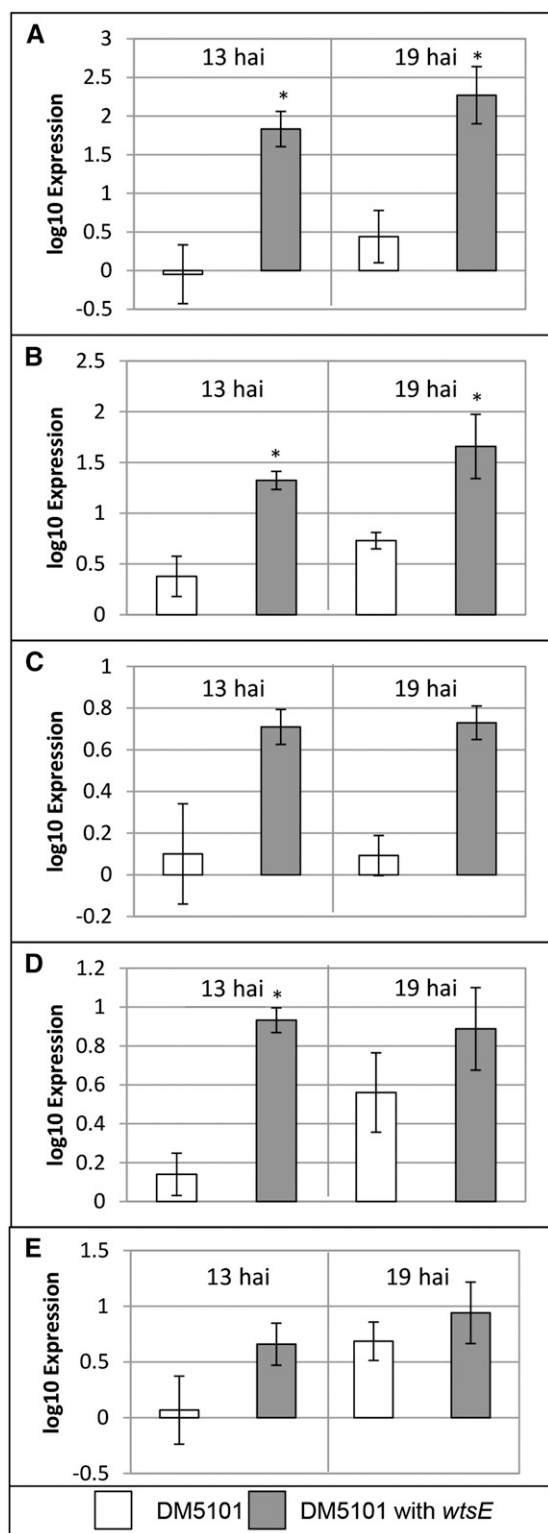 A
log10 Expression
3
2.5
2
1.5
1
0.5
0
-0.5
13 hai
19 hai
*
*
B
log10 Expression
2.5
2
1.5
1
0.5
0
13 hai
19 hai
*
*
C
log10 Expression
1
0.8
0.6
0.4
0.2
0
-0.2
13 hai
19 hai
D
log10 Expression
1.2
1
0.8
0.6
0.4
0.2
0
13 hai
19 hai
*
E
log10 Expression
1.5
1
0.5
0
-0.5
13 hai
19 hai
DM5101
DM5101 with wtsE